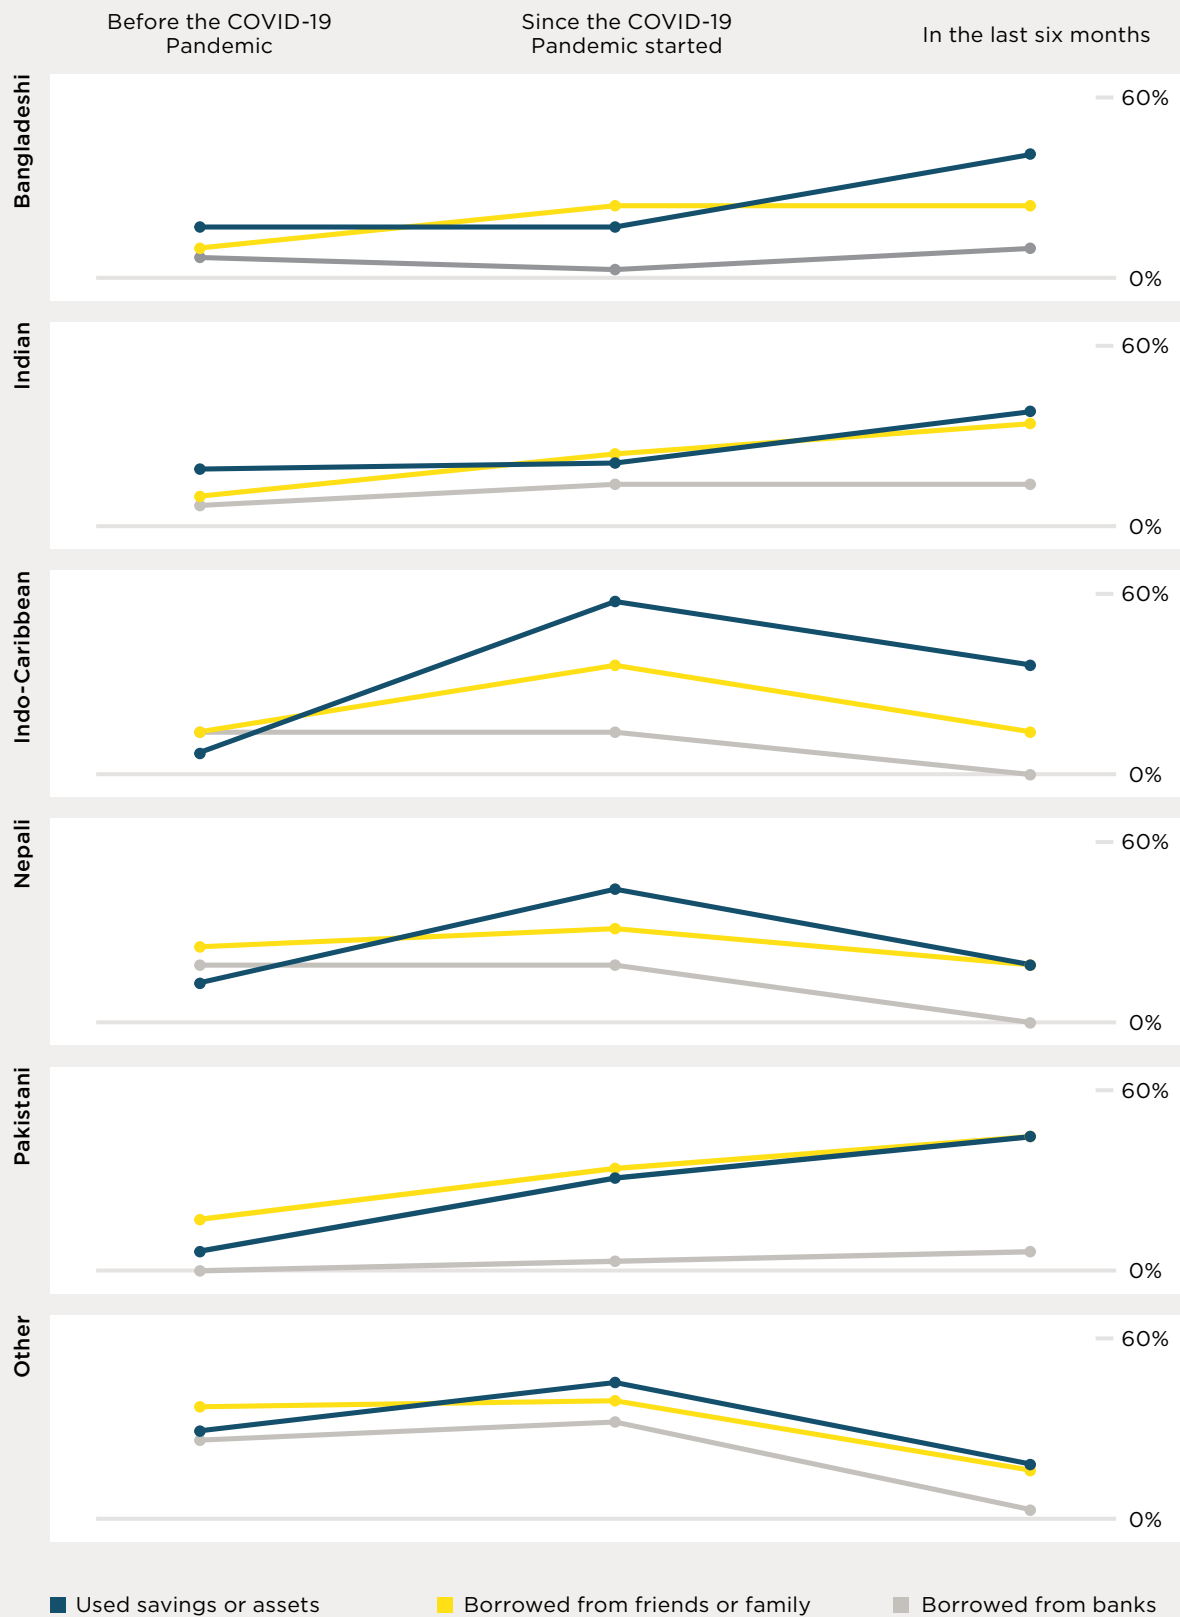 Before the COVID-19
Pandemic
Since the COVID-19
Pandemic started
In the last six months
Bangladeshi
60%
0%
Indian
60%
0%
Indo-Caribbean
60%
0%
Nepali
60%
0%
Pakistani
60%
0%
Other
60%
0%
Used savings or assets
Borrowed from friends or family
Borrowed from banks